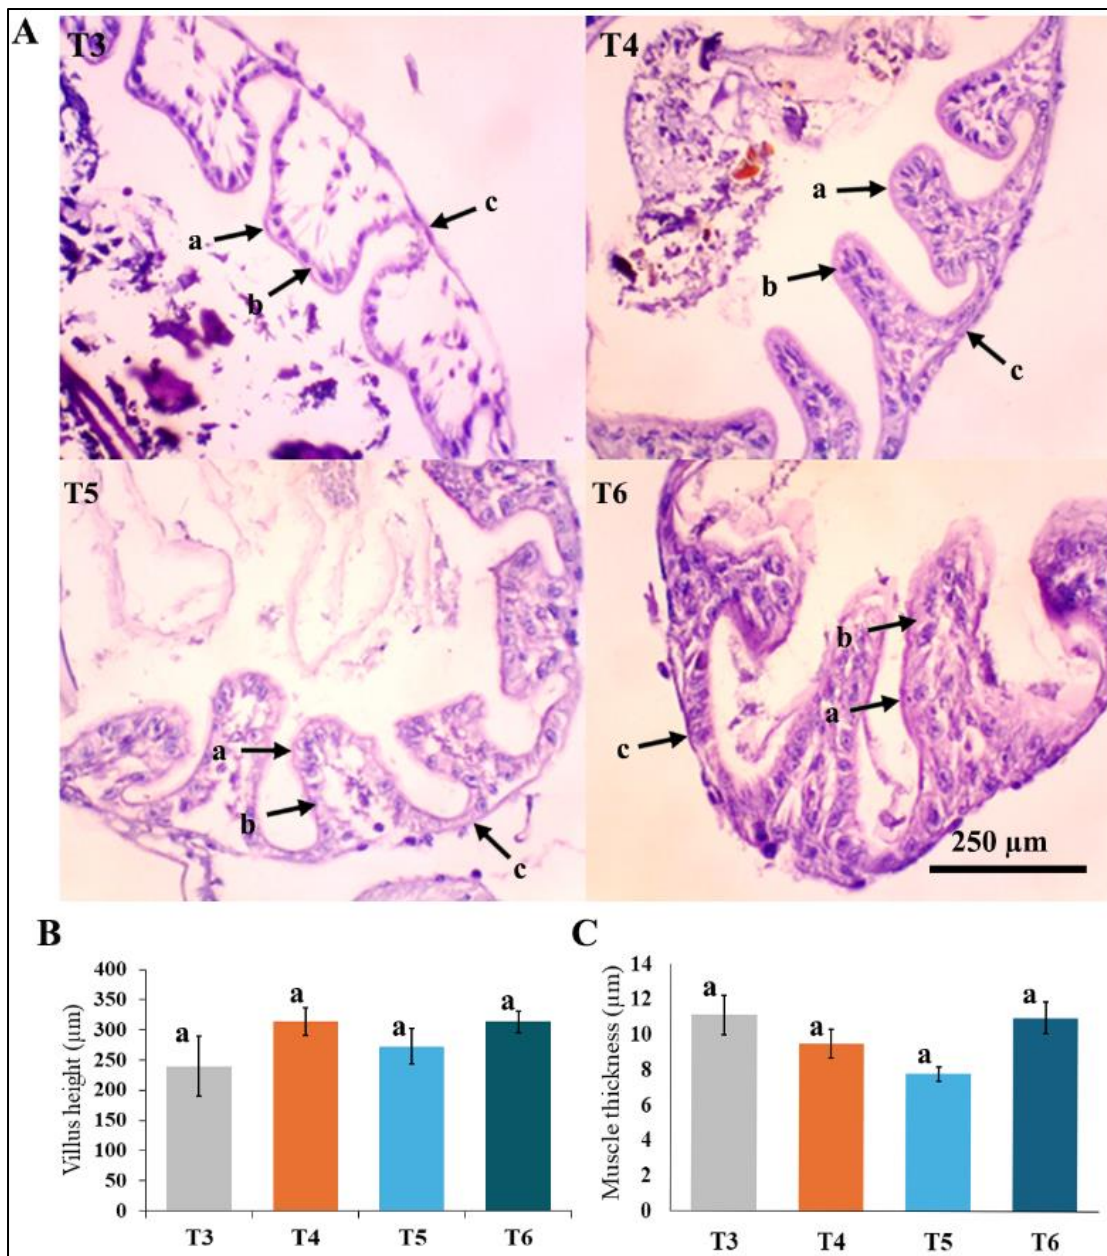 A
T3
T4
a
b
c
a
b
c
T5
T6
a
b
c
b
a
c
250 µm
B
C
Villus height (µm)
400
350
300
250
200
150
100
50
0
a
a
a
a
T3 T4 T5 T6
Muscle thickness (µm)
14
12
10
8
6
4
2
0
a
a
a
a
T3 T4 T5 T6